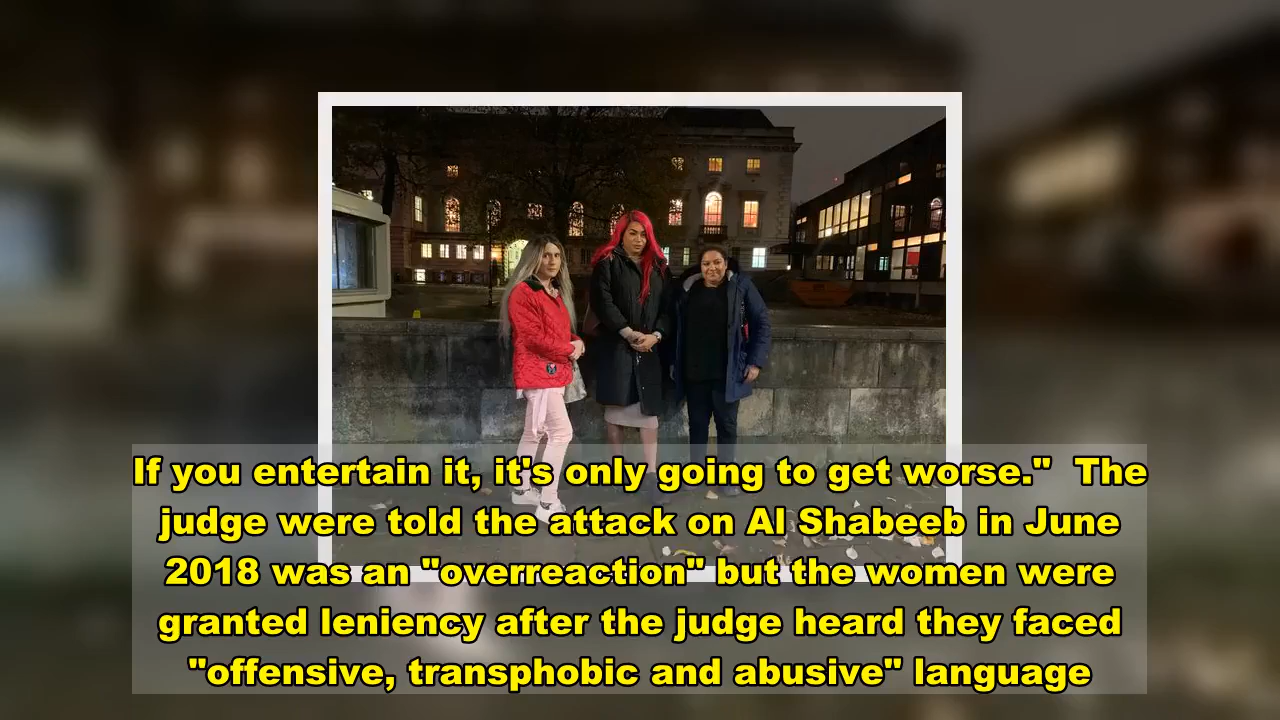 If you entertain it, it's only going to get worse."  The
judge were told the attack on Al Shabeeb in June
2018 was an "overreaction" but the women were
granted leniency after the judge heard they faced
"offensive, transphobic and abusive" language